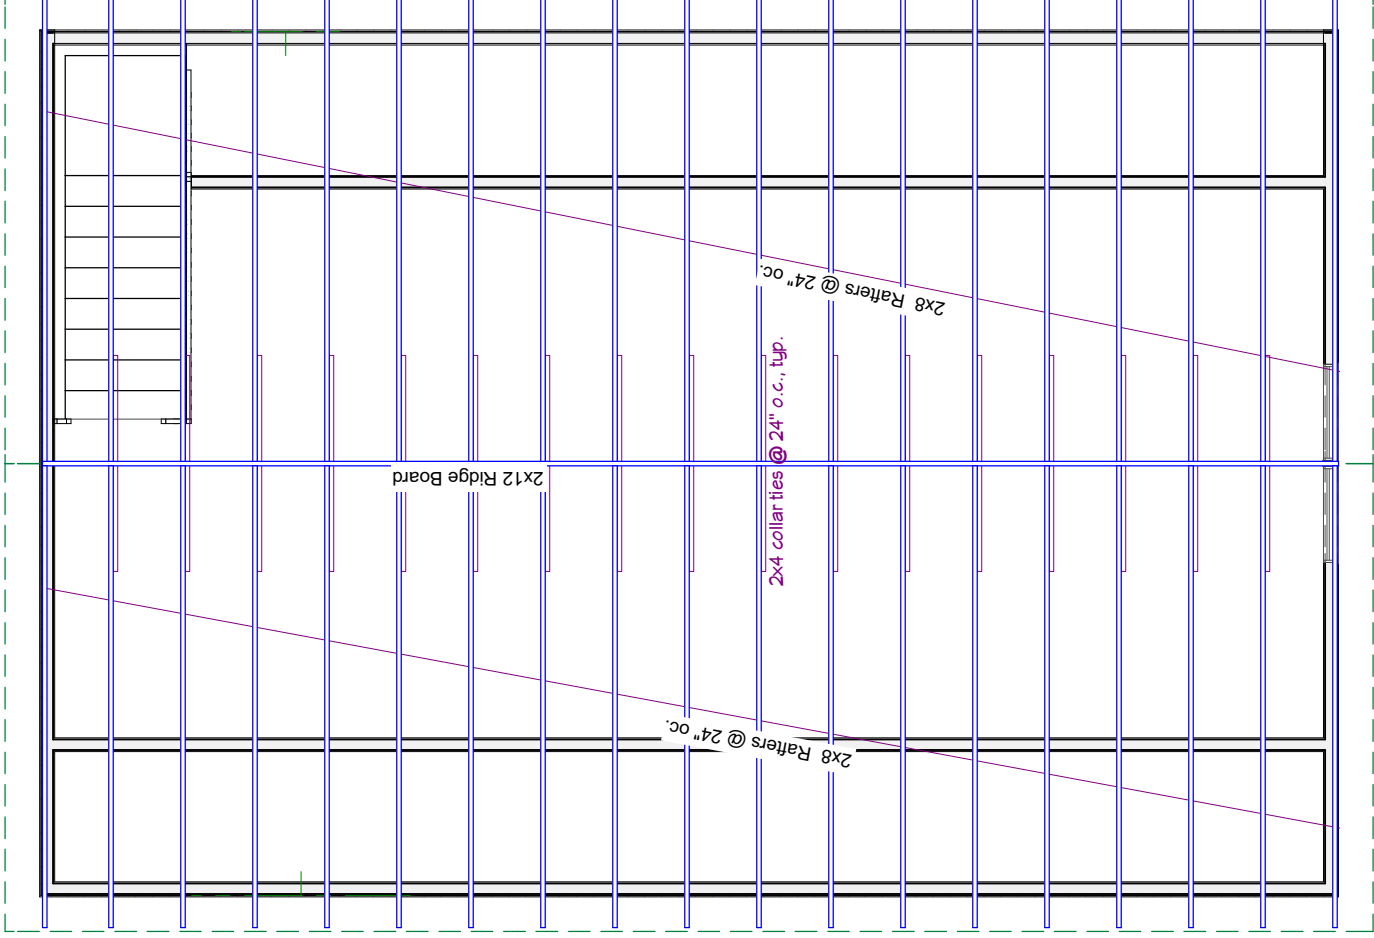 2x8 Rafters @ 24" oc.
2x4 collar ties @ 24" o.c., typ.
2x12 Ridge Board
2x8 Rafters @ 24" oc.